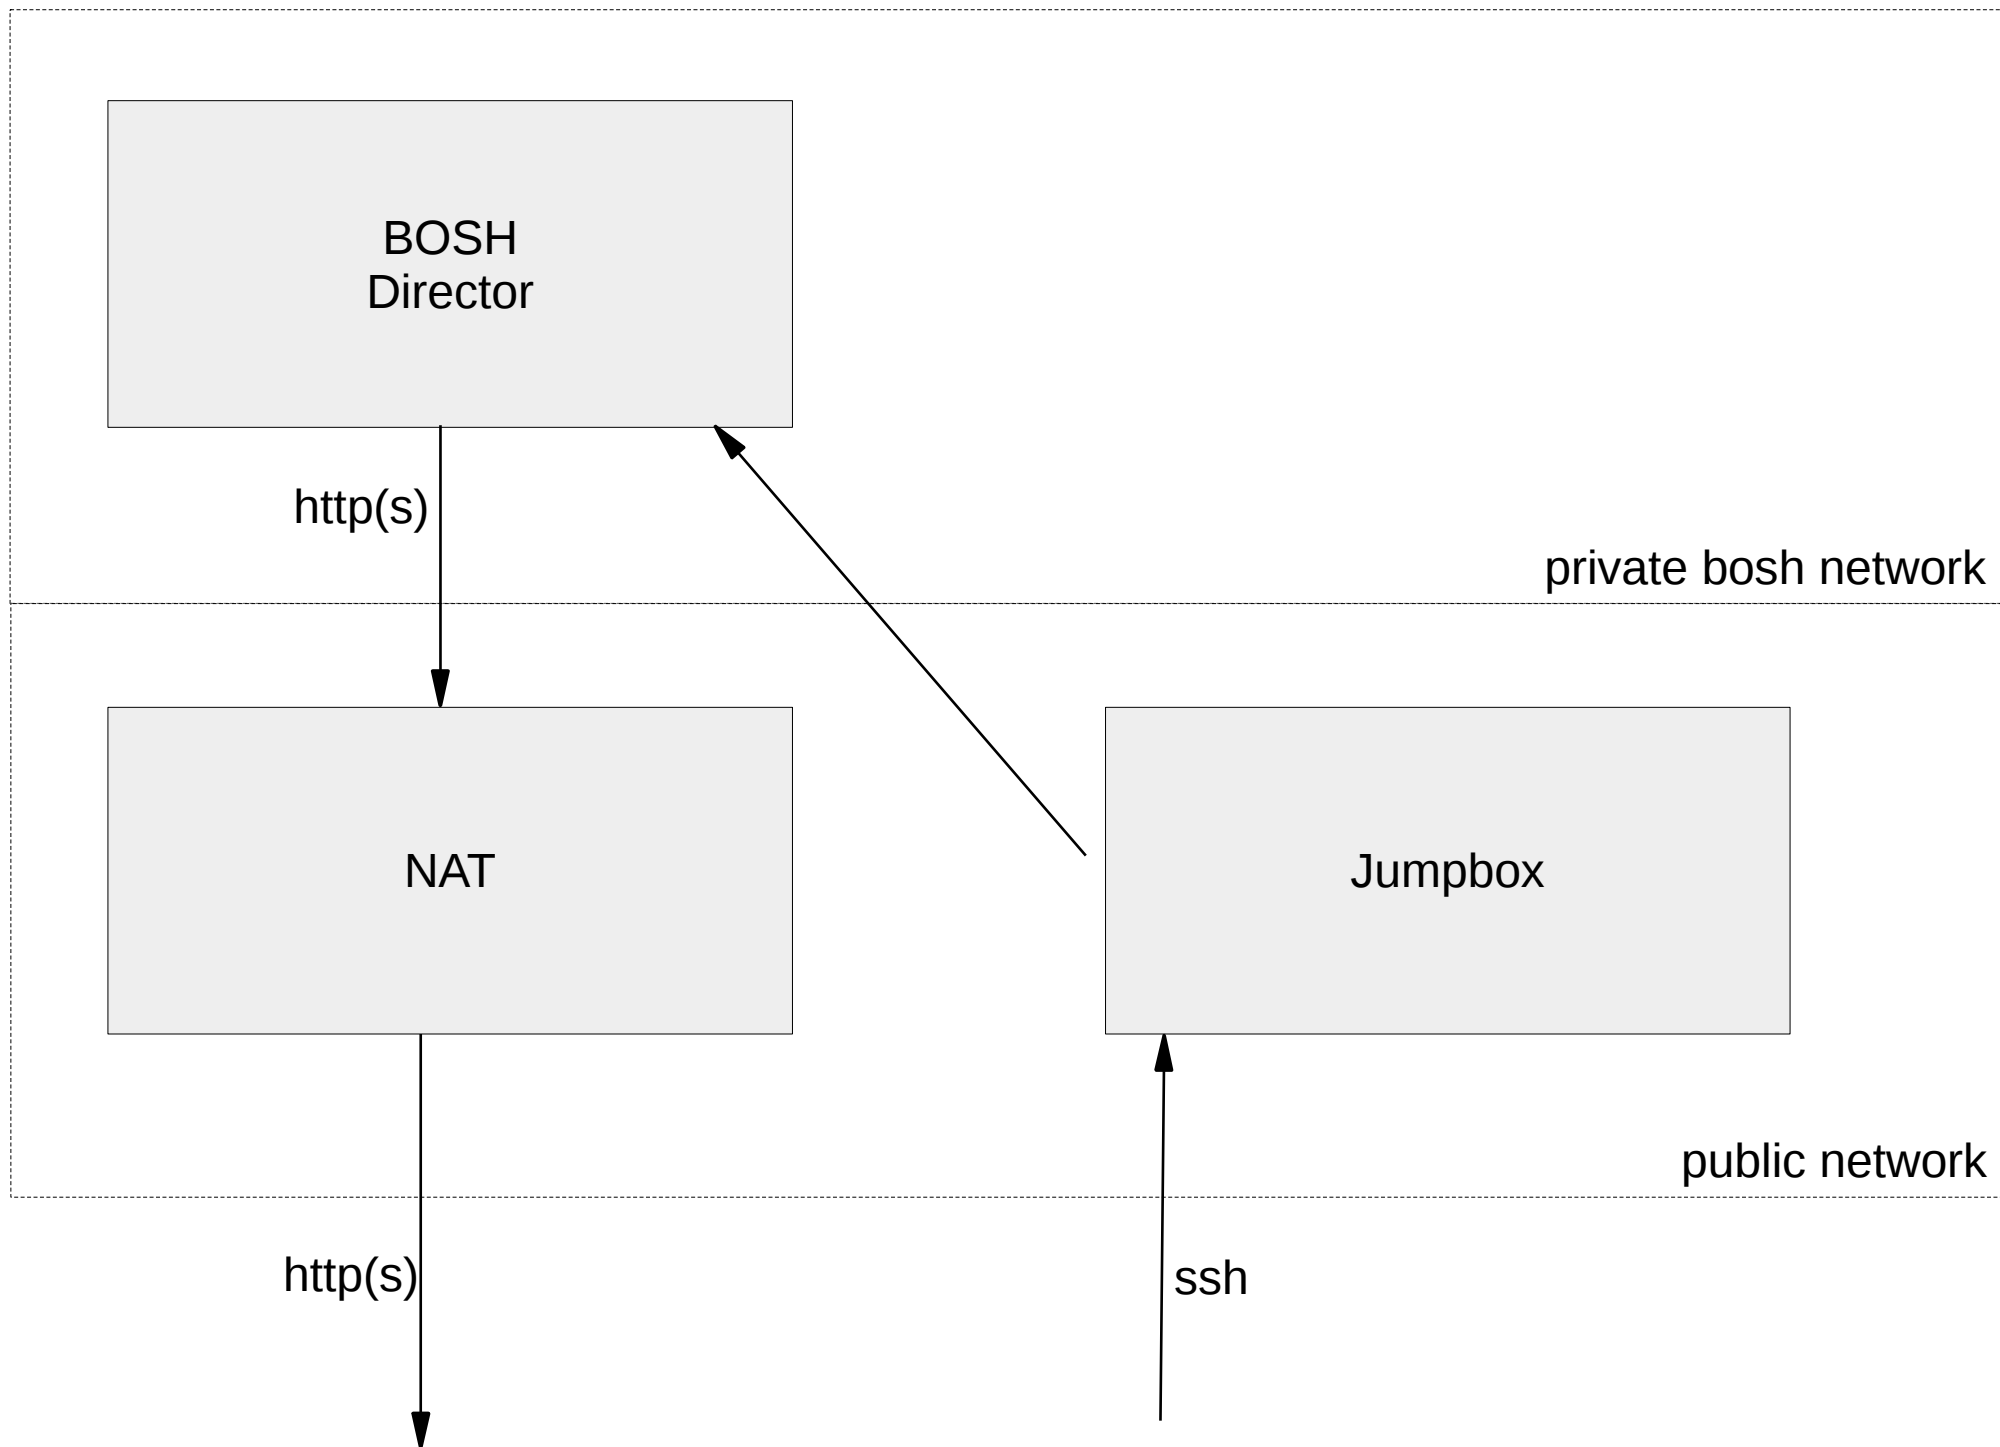 BOSH
Director
http(s)
private bosh network
NAT
Jumpbox
public network
http(s)
ssh